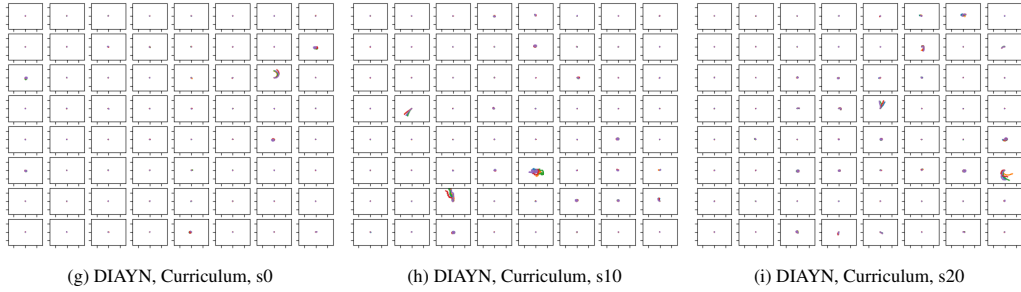 (g) DIAYN, Curriculum, s0
(h) DIAYN, Curriculum, s10
(i) DIAYN, Curriculum, s20